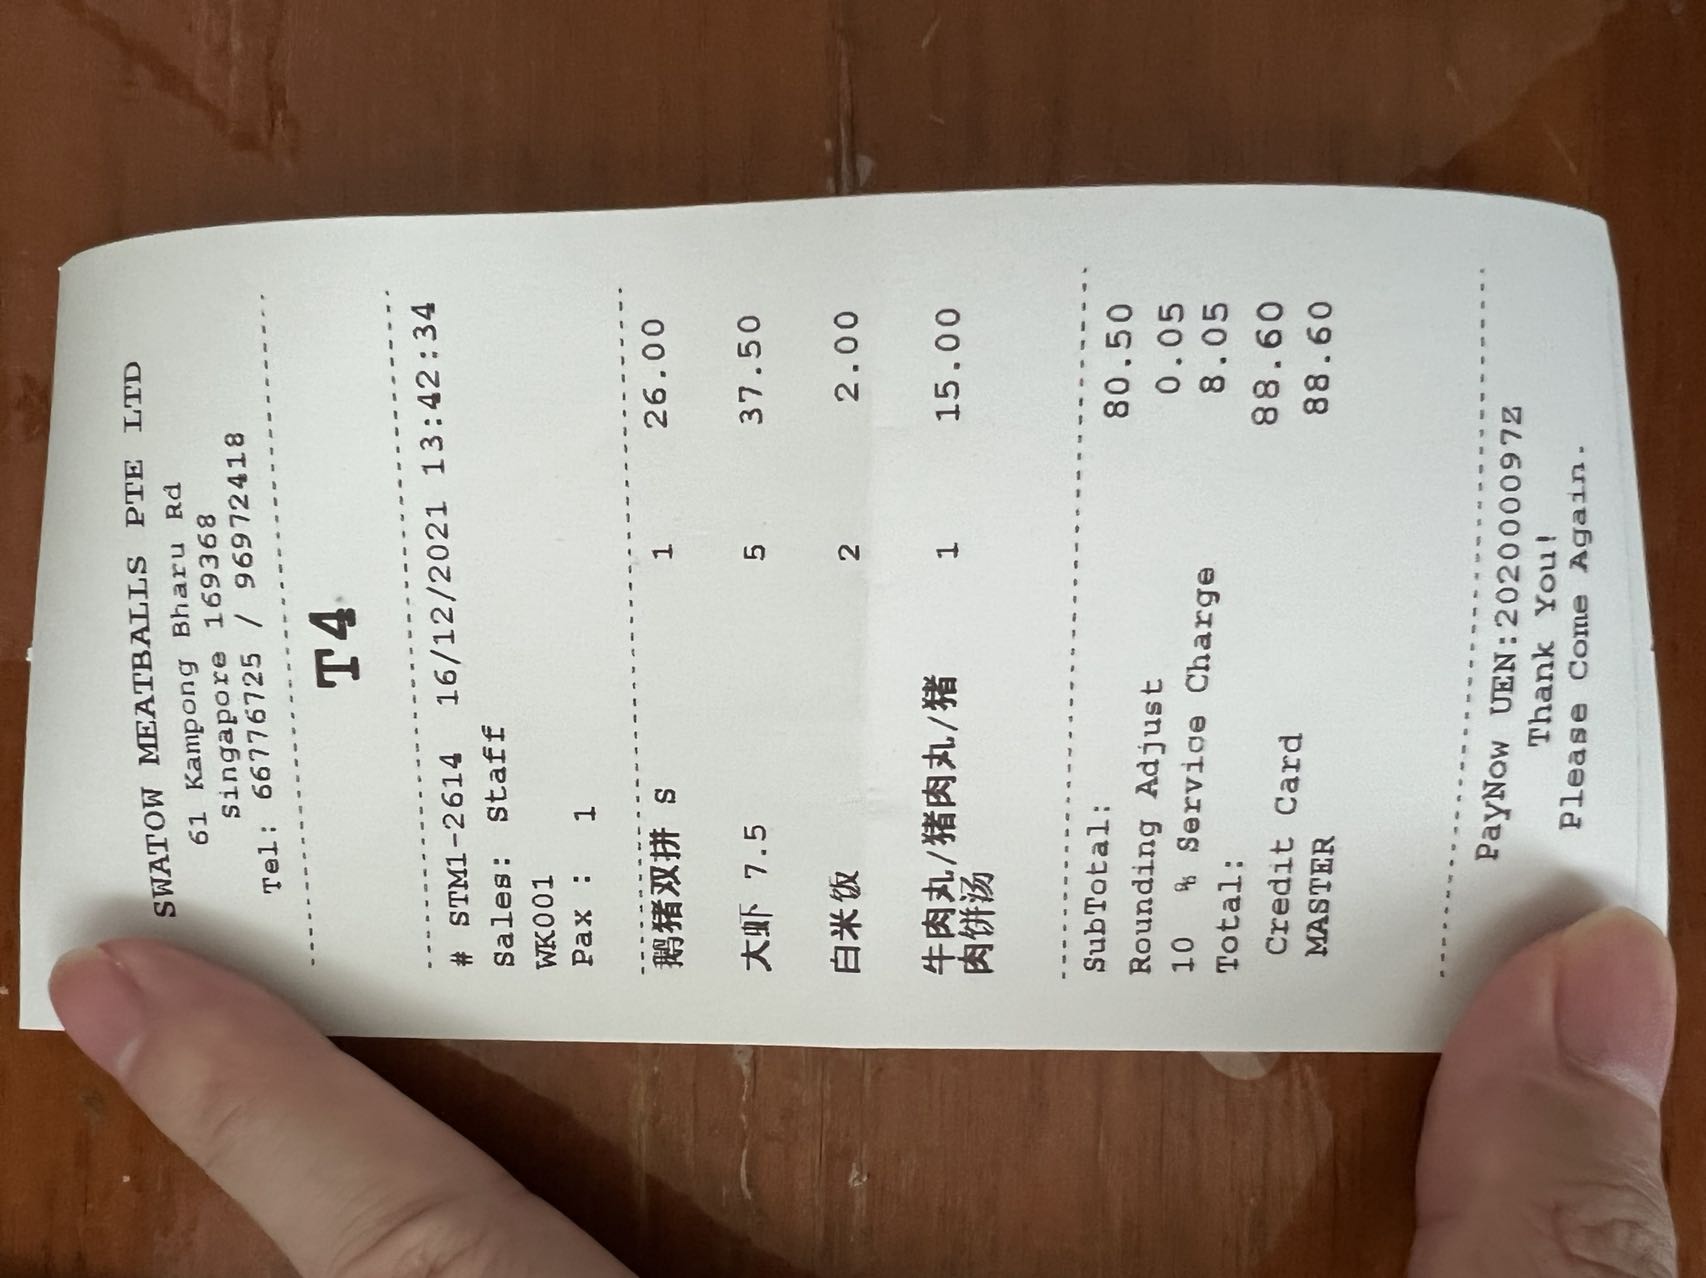 SWATOW MEATBALLS PTE LTD
61 Kampong Bharu Rd
Singapore 169368
Tel: 66776725 / 96972418
T4
# STM1-2614 16/12/2021 13:42:34
Sales: Staff
WK001
Pax : 1
鹅猪双拼 S 1 26.00
大虾 7.5 5 37.50
白米饭 2 2.00
牛肉丸/猪肉丸/猪 1 15.00
肉饼汤
SubTotal: 80.50
Rounding Adjust 0.05
10 % Service Charge 8.05
Total: 88.60
Credit Card
MASTER 88.60
PayNow UEN:202000097Z
Thank You!
Please Come Again.